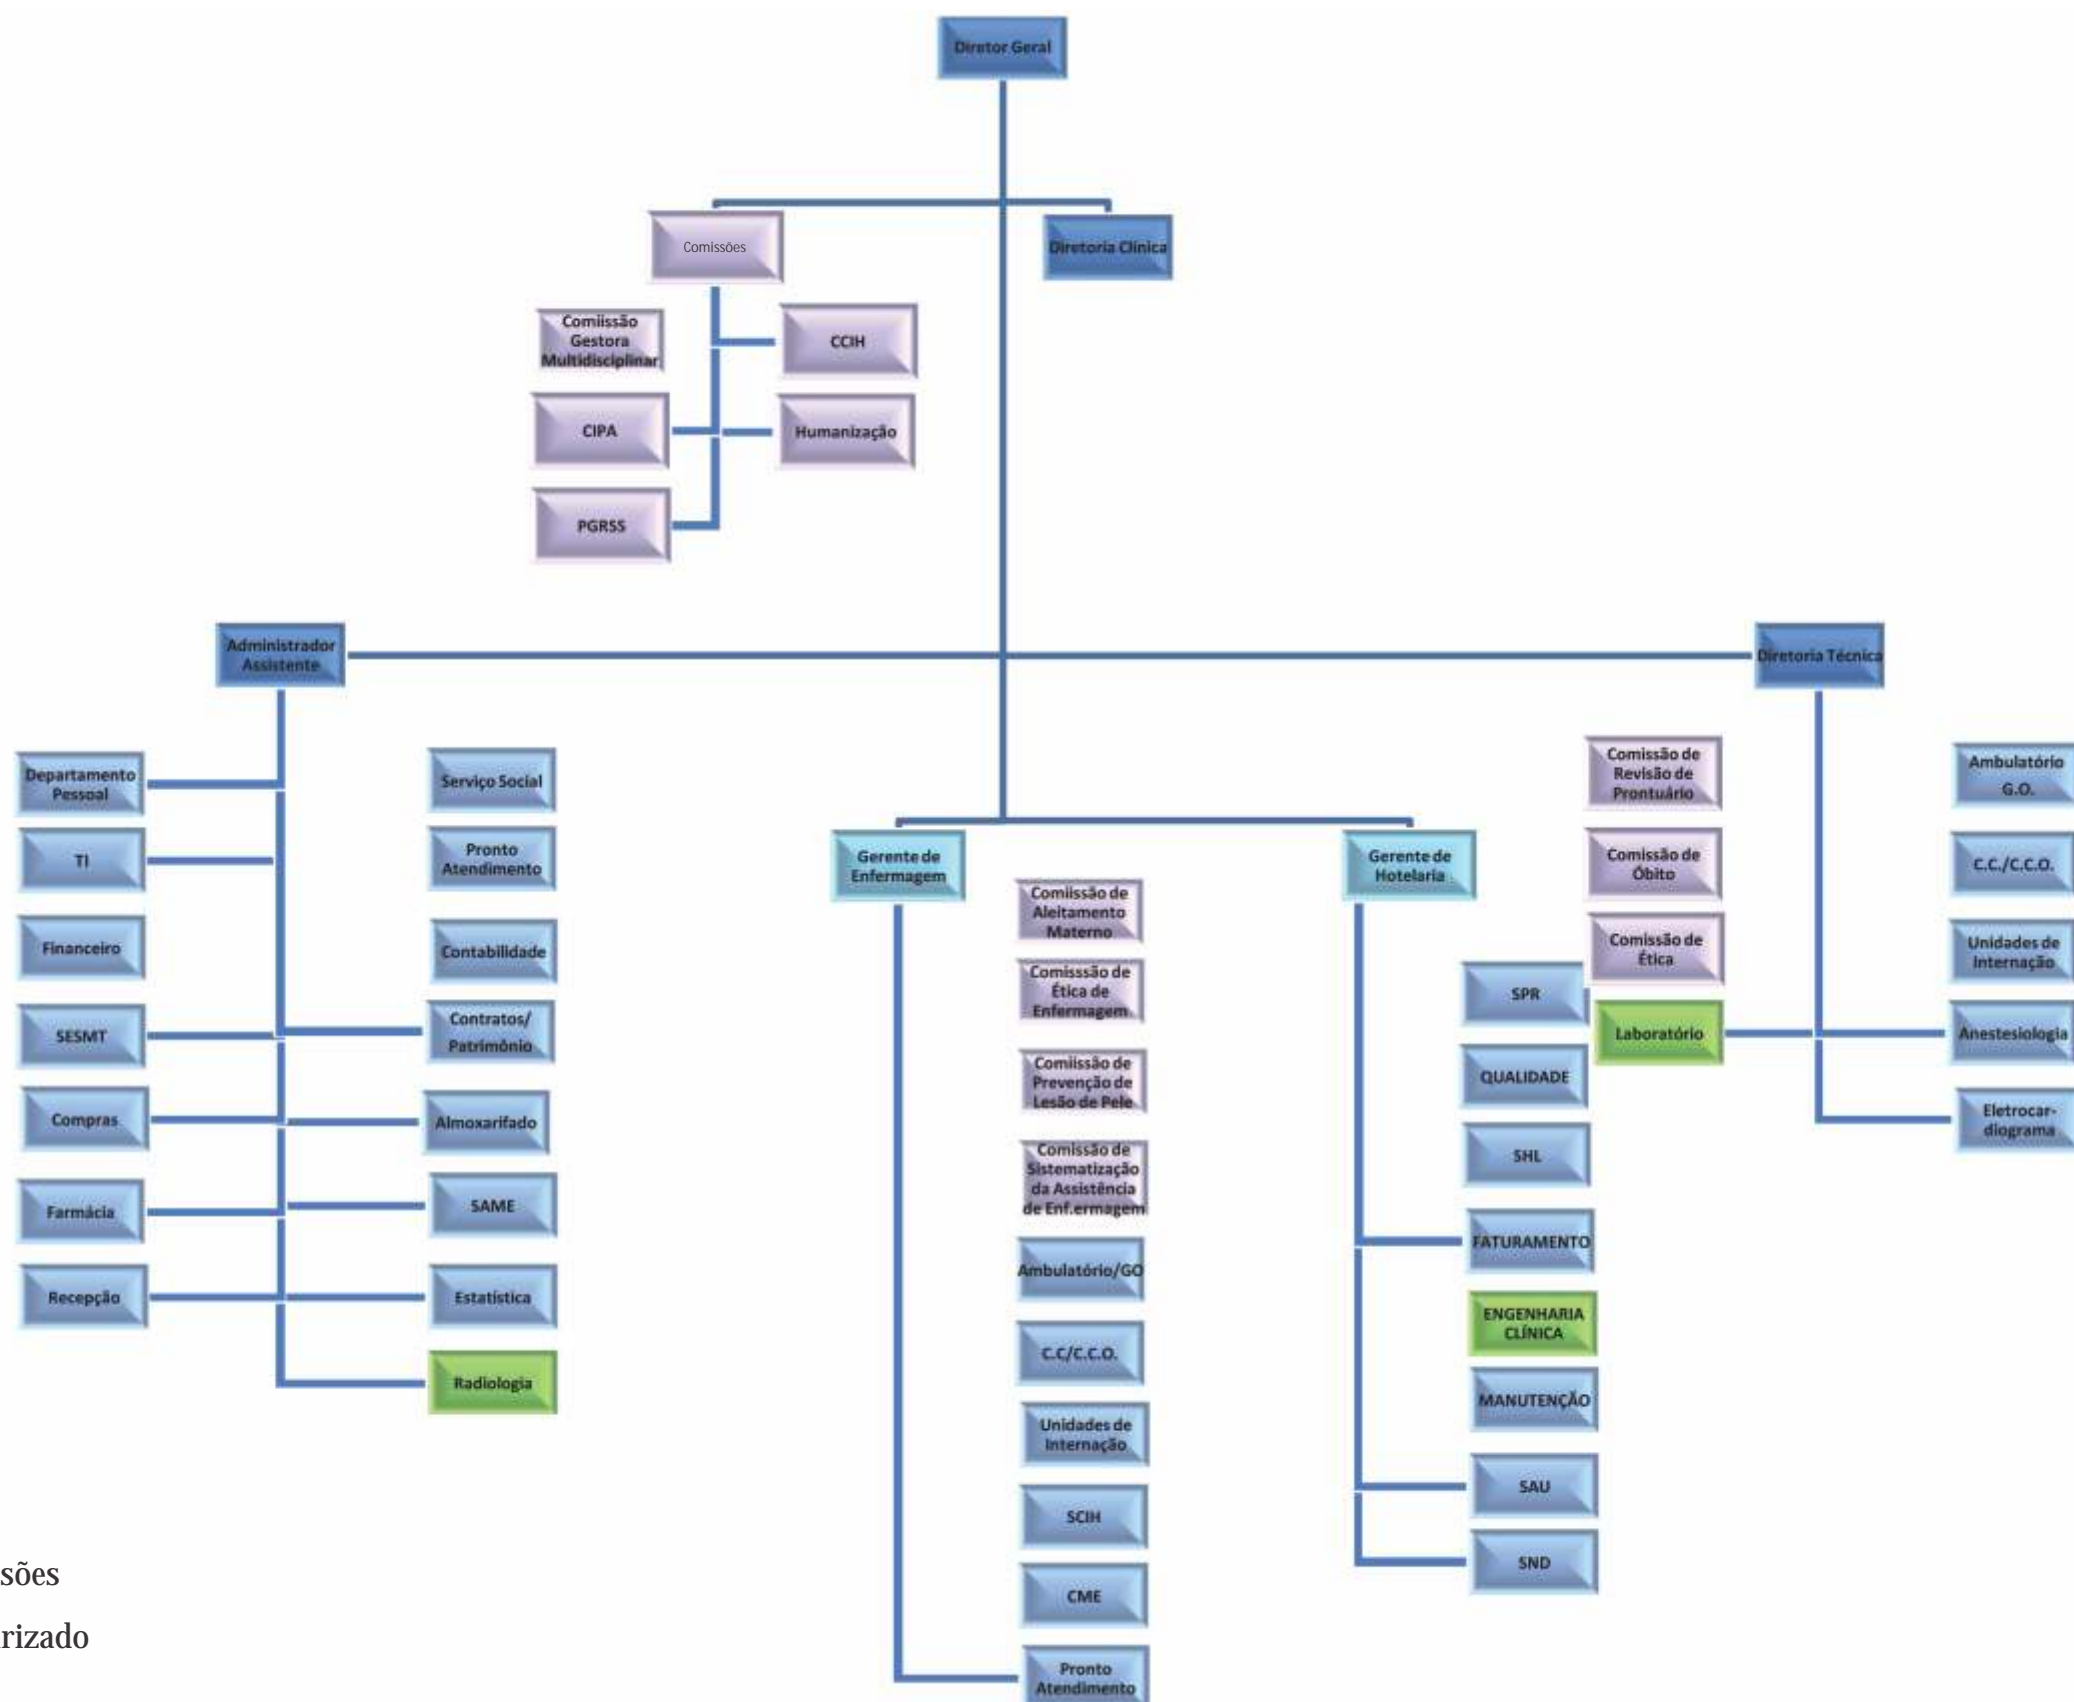 Diretor Geral
Comissões
Diretoria Clínica
Comiissão
Gestora
Multidisciplinar
CCIH
CIPA
Humanização
PGRSS
Administrador
Assistente
Diretoria Técnica
Departamento
Pessoal
Serviço Social
TI
Pronto
Atendimento
Financeiro
Contabilidade
SESMT
Contratos/
Patrimônio
Compras
Almoxarifado
Farmácia
SAME
Recepção
Estatística
Radiologia
Gerente de
Enfermagem
Comiissão de
Aleitamento
Materno
Comisssão de
Ética de
Enfermagem
Comiissão de
Prevenção de
Lesão de Pele
Comissão de
Sistematização
da Assistência
de Enf.ermagem
Ambulatório/GO
C.C/C.C.O.
Unidades de
Internação
SCIH
CME
Pronto
Atendimento
Gerente de
Hotelaria
SPR
QUALIDADE
SHL
FATURAMENTO
ENGENHARIA
CLÍNICA
MANUTENÇÃO
SAU
SND
Comissão de
Revisão de
Prontuário
Comissão de
Óbito
Comissão de
Ética
Laboratório
Ambulatório
G.O.
C.C./C.C.O.
Unidades de
Internação
Anestesiologia
Eletrocar-
diograma
sões
rizado